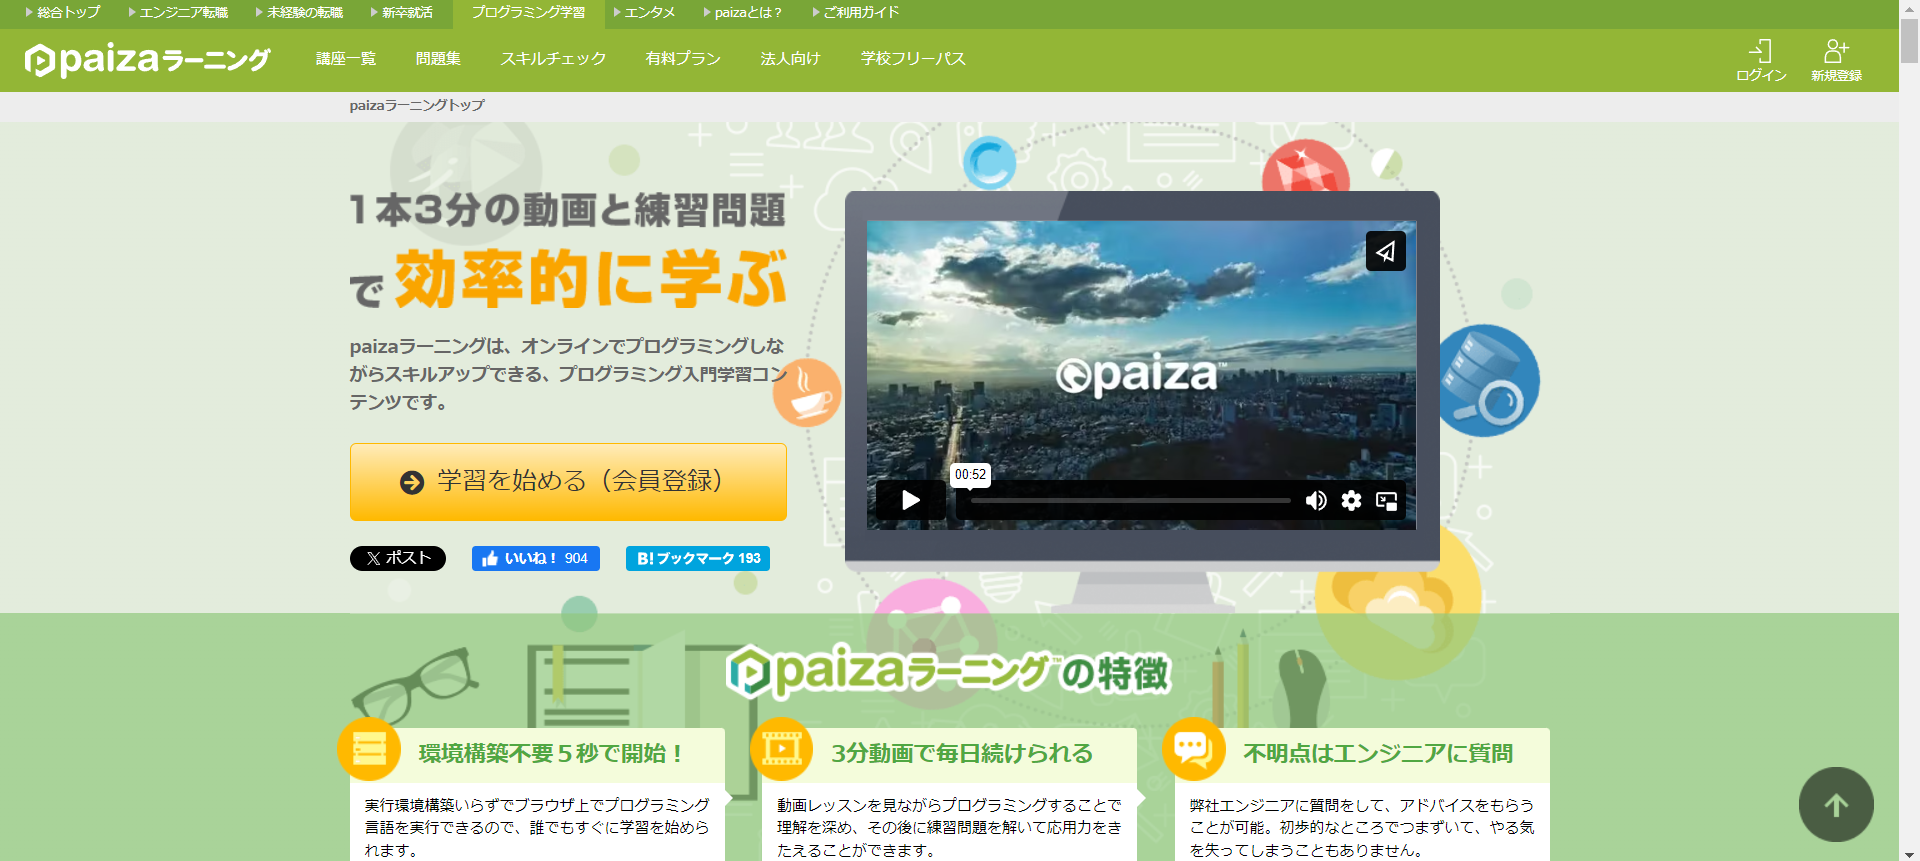 総合トップ エンジニア転職 未経験の転職 新卒就活 プログラミング学習 エンタメ paizaとは？ ご利用ガイド
paizaラーニング 講座一覧 問題集 スキルチェック 有料プラン 法人向け 学校フリーパス ログイン 新規登録
paizaラーニングトップ
1本3分の動画と練習問題
で効率的に学ぶ
paizaラーニングは、オンラインでプログラミングしな
がらスキルアップできる、プログラミング入門学習コン
テンツです。
paiza™
00:52
学習を始める（会員登録）
X ポスト いいね！ 904 B!ブックマーク 193
paizaラーニング™の特徴
環境構築不要５秒で開始！
実行環境構築いらずでブラウザ上でプログラミング
言語を実行できるので、誰でもすぐに学習を始めら
れます。
3分動画で毎日続けられる
動画レッスンを見ながらプログラミングすることで
理解を深め、その後に練習問題を解いて応用力をき
たえることができます。
不明点はエンジニアに質問
弊社エンジニアに質問をして、アドバイスをもらう
ことが可能。初歩的なところでつまずいて、やる気
を失ってしまうこともありません。